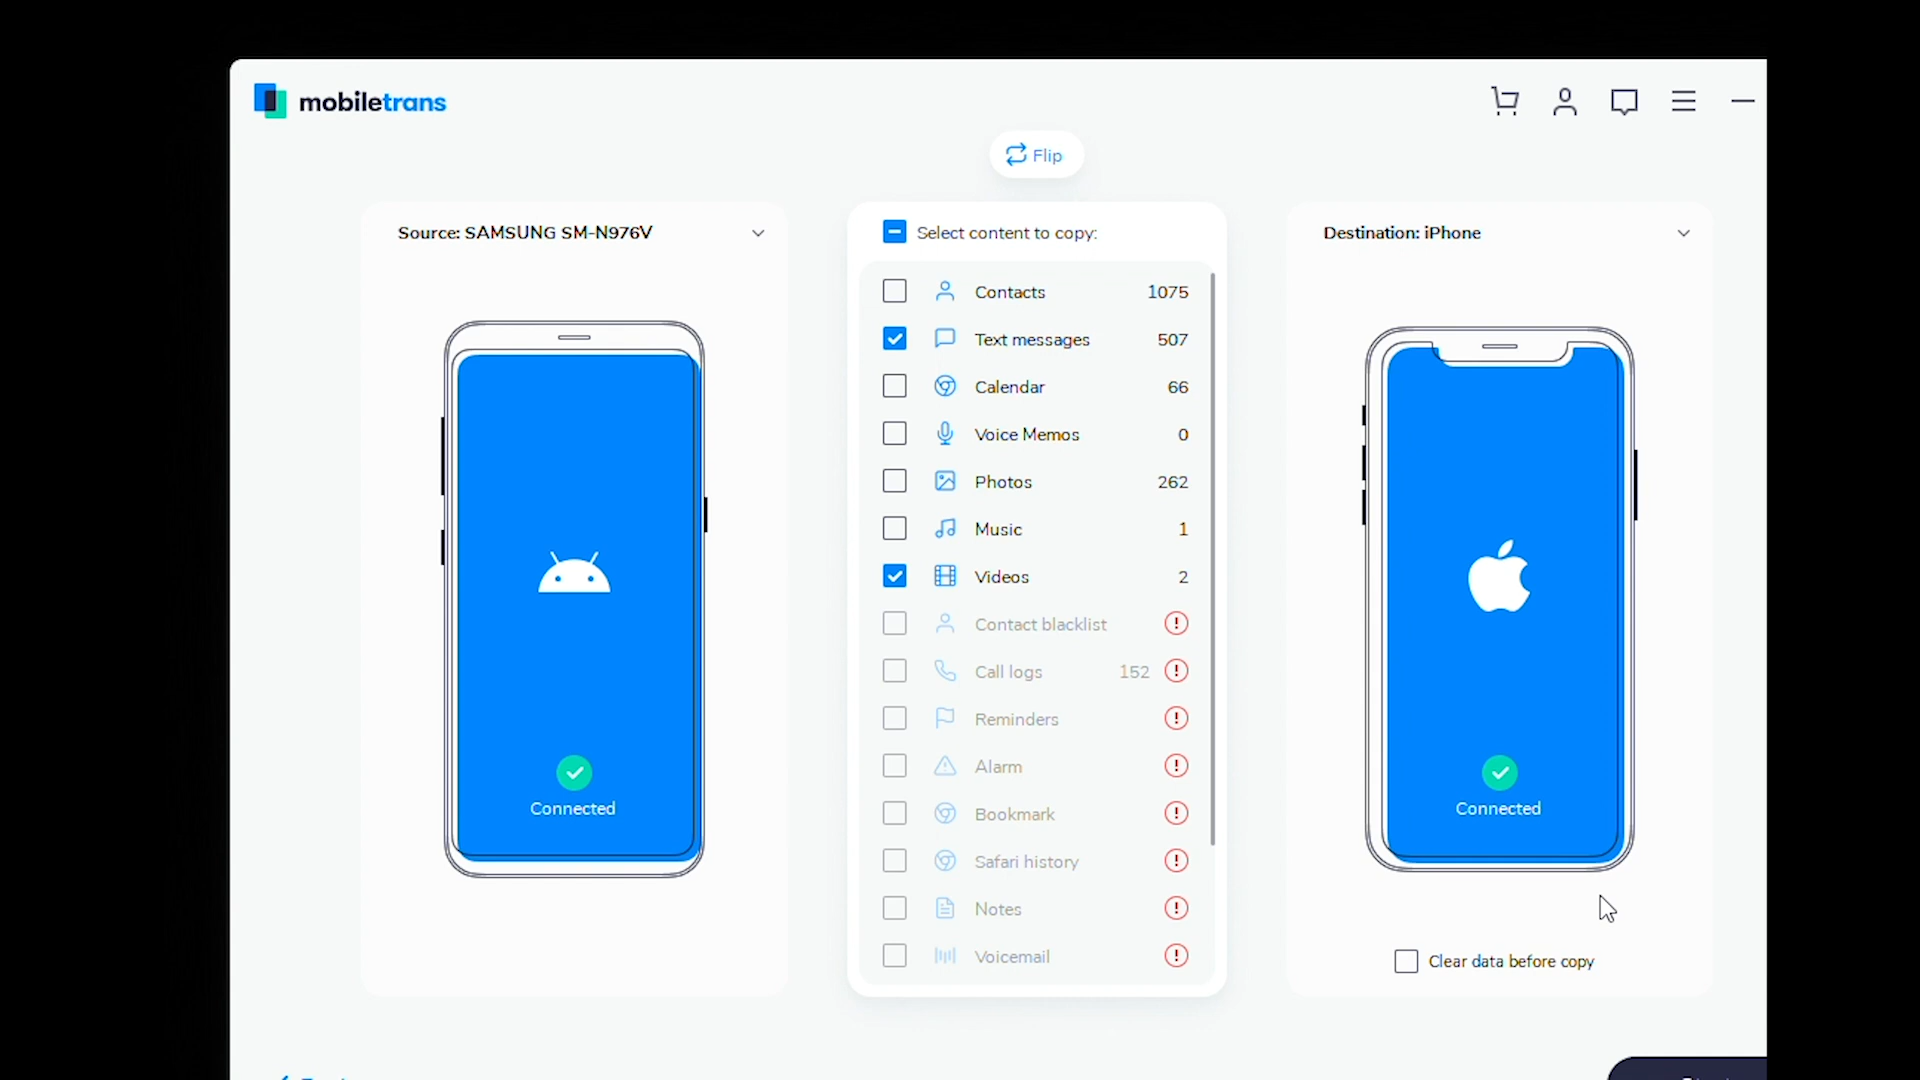 mobiletrans
Flip
Source: SAMSUNG SM-N976V
Select content to copy:
Destination: iPhone
Contacts 1075
Text messages 507
Calendar 66
Voice Memos 0
Photos 262
Music 1
Videos 2
Contact blacklist
Call logs 152
Reminders
Alarm
Bookmark
Safari history
Notes
Voicemail
Connected
Connected
Clear data before copy